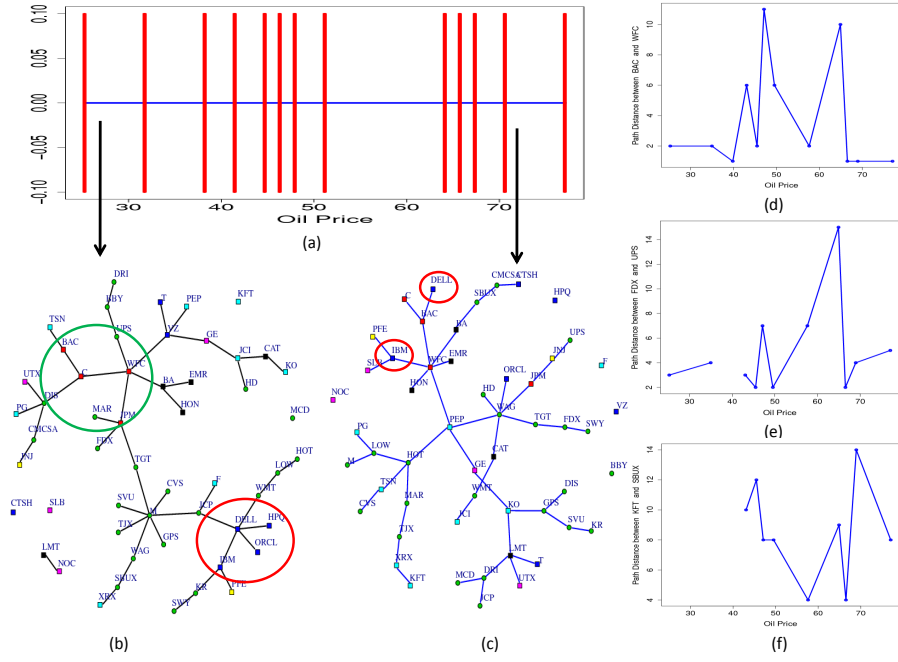 0.10
0.05
0.00
-0.05
-0.10
30
40
50
60
70
Oil Price
(a)
DRI
BBY
T
PEP
KFT
TSN
UPS
VZ
BAC
GE
WFC
JCI
CAT
C
KO
UTX
BA
EMR
DIS
HD
PG
MAR
JPM
HON
MCD
CMCSA
FDX
JNJ
TGT
HOT
LOW
SVU
CVS
F
WMT
CTSH
SLB
M
JCP
TJX
DELL
HPQ
GPS
LMT
WAG
ORCL
NOC
IBM
SBUX
KR
PFE
XRX
SWY
(b)
CMCSA
CTSH
DELL
SBUX
HPQ
C
BAC
BA
PFE
UPS
IBM
EMR
SLB
WFC
JNJ
F
ORCL
HON
JPM
NOC
HD
VZ
PEP
WAG
PG
TGT
FDX
SWY
LOW
CAT
M
HOT
GE
BBY
TSN
DIS
WMT
KO
CVS
MAR
GPS
JCI
SVU
KR
TJX
LMT
T
XRX
MCD
DRI
KFT
UTX
JCP
(c)
Path Distance between BAC and WFC
10
8
6
4
2
30
40
50
60
70
Oil Price
(d)
Path Distance between FDX and UPS
14
12
10
8
6
4
2
30
40
50
60
70
Oil Price
(e)
Path Distance between KFT and SBUX
14
12
10
8
6
4
30
40
50
60
70
Oil Price
(f)